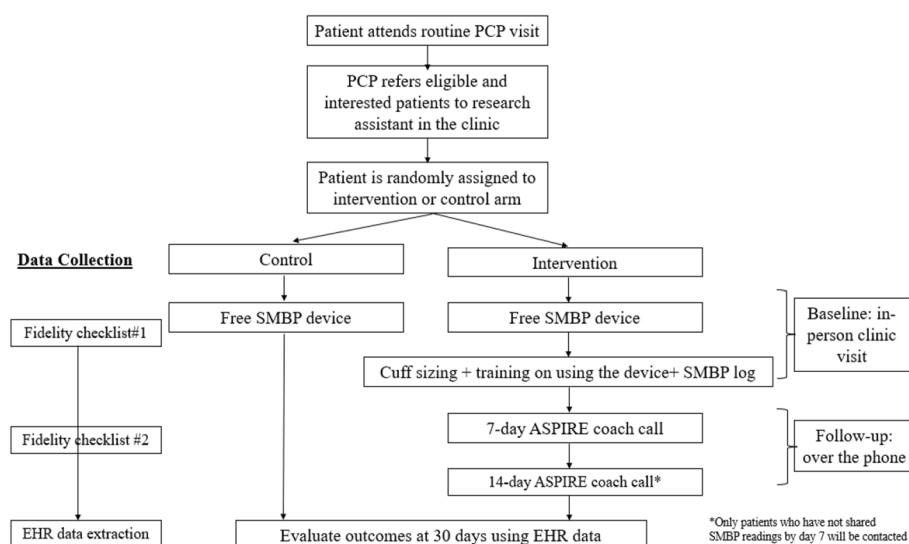 Patient attends routine PCP visit
PCP refers eligible and
interested patients to research
assistant in the clinic
Patient is randomly assigned to
intervention or control arm
Data Collection
Control
Intervention
Fidelity checklist#1
Free SMBP device
Free SMBP device
Baseline: in-
person clinic
visit
Cuff sizing + training on using the device+ SMBP log
Fidelity checklist #2
7-day ASPIRE coach call
Follow-up:
over the phone
14-day ASPIRE coach call*
EHR data extraction
Evaluate outcomes at 30 days using EHR data
*Only patients who have not shared
SMBP readings by day 7 will be contacted